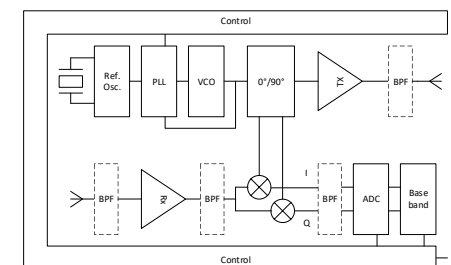 Control
Ref.
Osc.
PLL
VCO
0°/90°
TX
BPF
BPF
Rx
BPF
I
Q
BPF
ADC
Base
band
Control